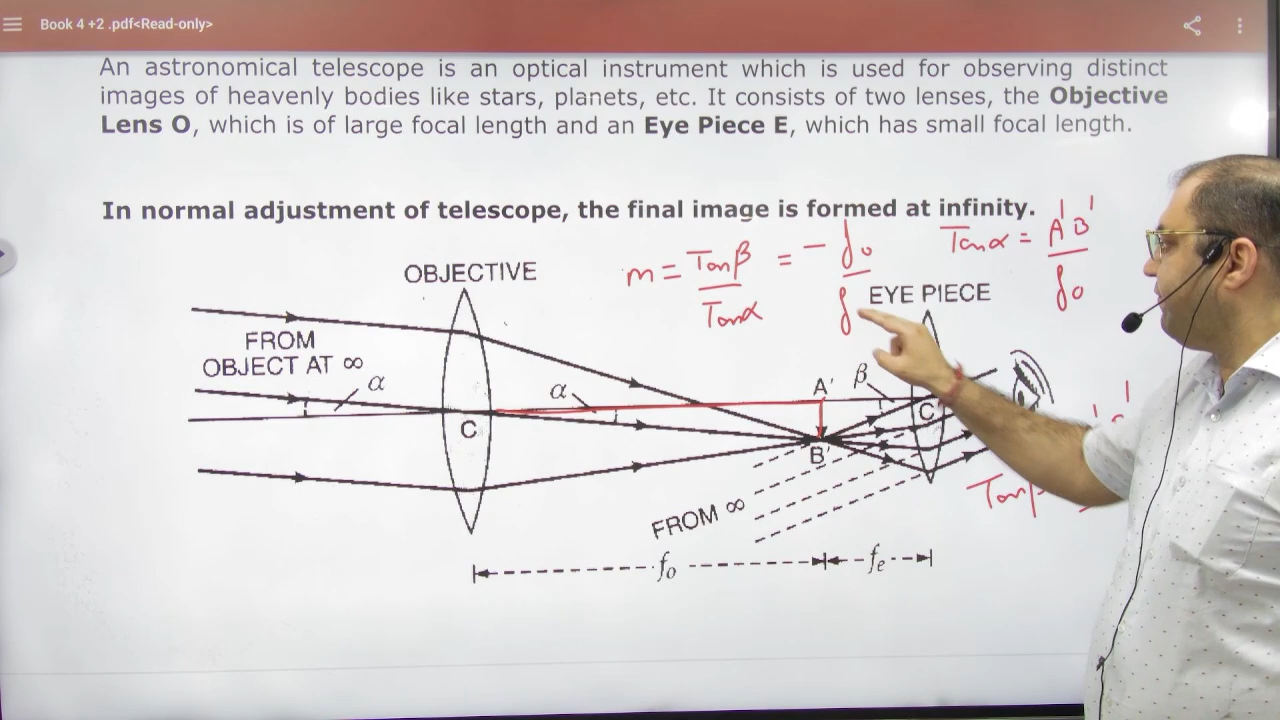 Book 4 +2 .pdf<Read-only>
An astronomical telescope is an optical instrument which is used for observing distinct
images of heavenly bodies like stars, planets, etc. It consists of two lenses, the Objective
Lens O, which is of large focal length and an Eye Piece E, which has small focal length.
In normal adjustment of telescope, the final image is formed at infinity.
m = Tanβ / Tanα = - fo / f
Tanα = A'B' / fo
OBJECTIVE
EYE PIECE
FROM
OBJECT AT ∞
α
α
β
A'
C
C'
B'
FROM ∞
fo
fe